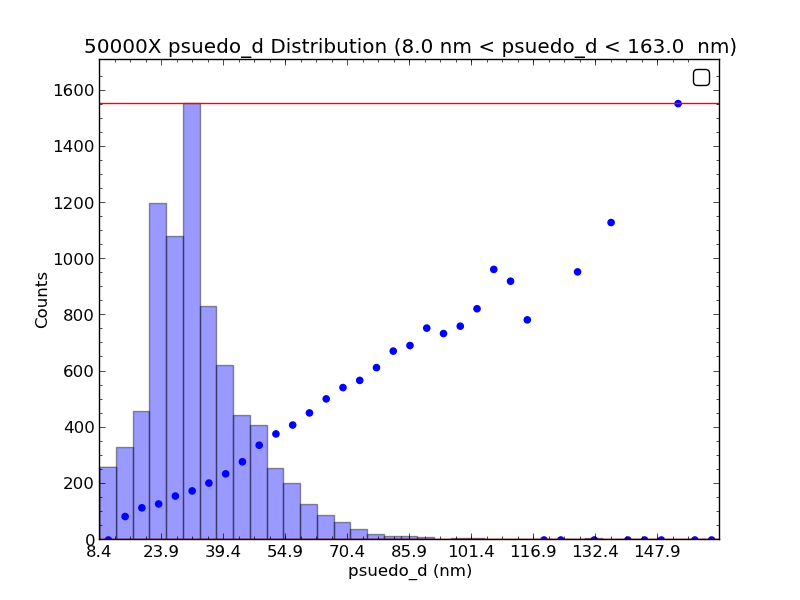 50000X psuedo_d Distribution (8.0 nm < psuedo_d < 163.0  nm)
1600
1400
1200
1000
800
600
400
200
0
Counts
8.4 23.9 39.4 54.9 70.4 85.9 101.4 116.9 132.4 147.9
psuedo_d (nm)